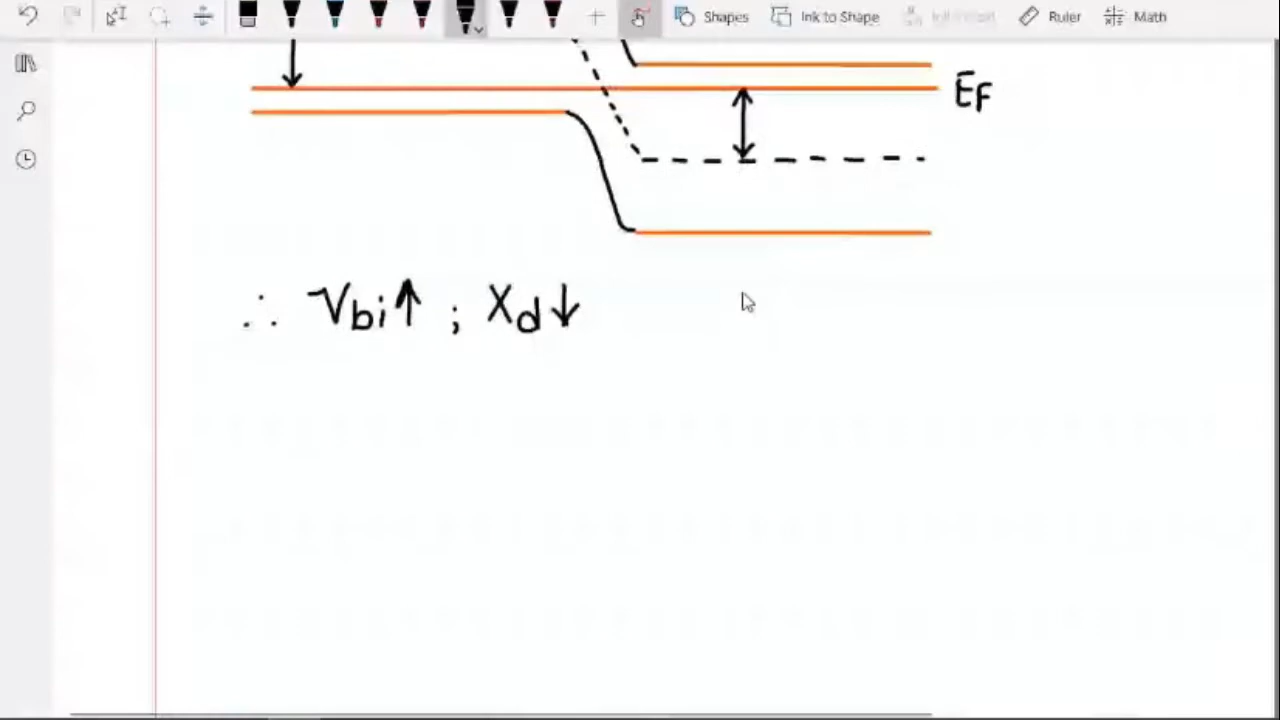 Shapes Ink to Shape Ruler Math
EF
∴ Vbi↑ ; Xd↓